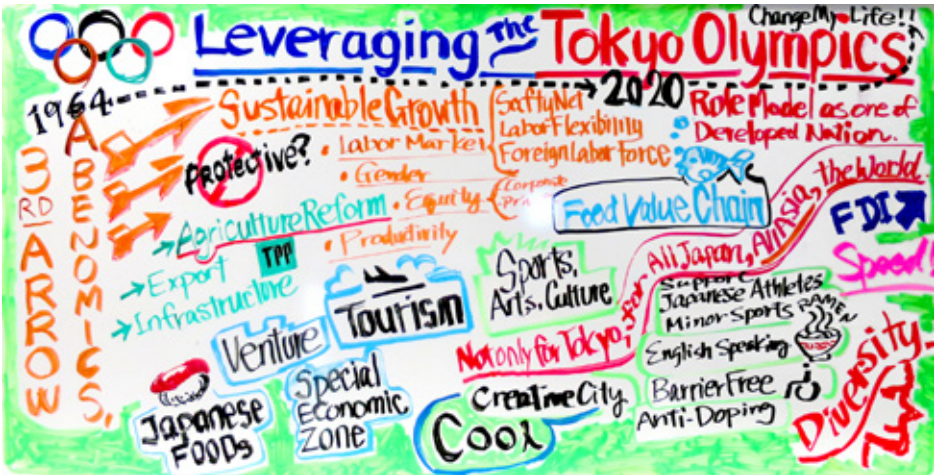 Change My Life!!
Leveraging The Tokyo Olympics
1964
2020
3RD ARROW
ABENOMICS,
Sustainable Growth
Protective?
• Labor Market
• Gender
• Equity
• Productivity
SaftyNet
Labor Flexibility
Foreign Labor force
Corporate
Role Model as one of
Developed Nation.
Food Value Chain
FDI
Speed!
→Agriculture Reform
→Export
TPP
→Infrastructure
Tourism
Venture
Sports,
Arts, Culture
Not only for Tokyo, for All Japan, All Asia, the World.
Support
Japanese Athletes
Minor-Sports
RAMEN
English Speaking
Barrier Free
Anti-Doping
Diversity
Japanese
FOODs
Special
Economic
Zone
Creative City
Cool